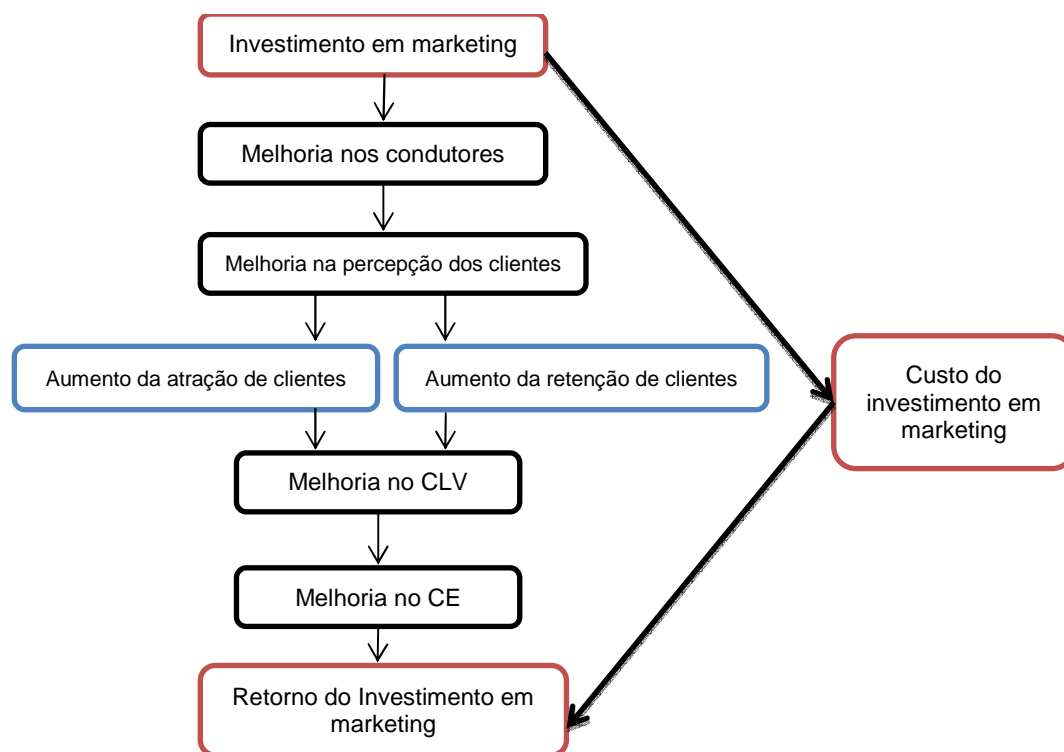 Investimento em marketing
Melhoria nos condutores
Melhoria na percepção dos clientes
Aumento da atração de clientes
Aumento da retenção de clientes
Custo do
investimento em
marketing
Melhoria no CLV
Melhoria no CE
Retorno do Investimento em
marketing